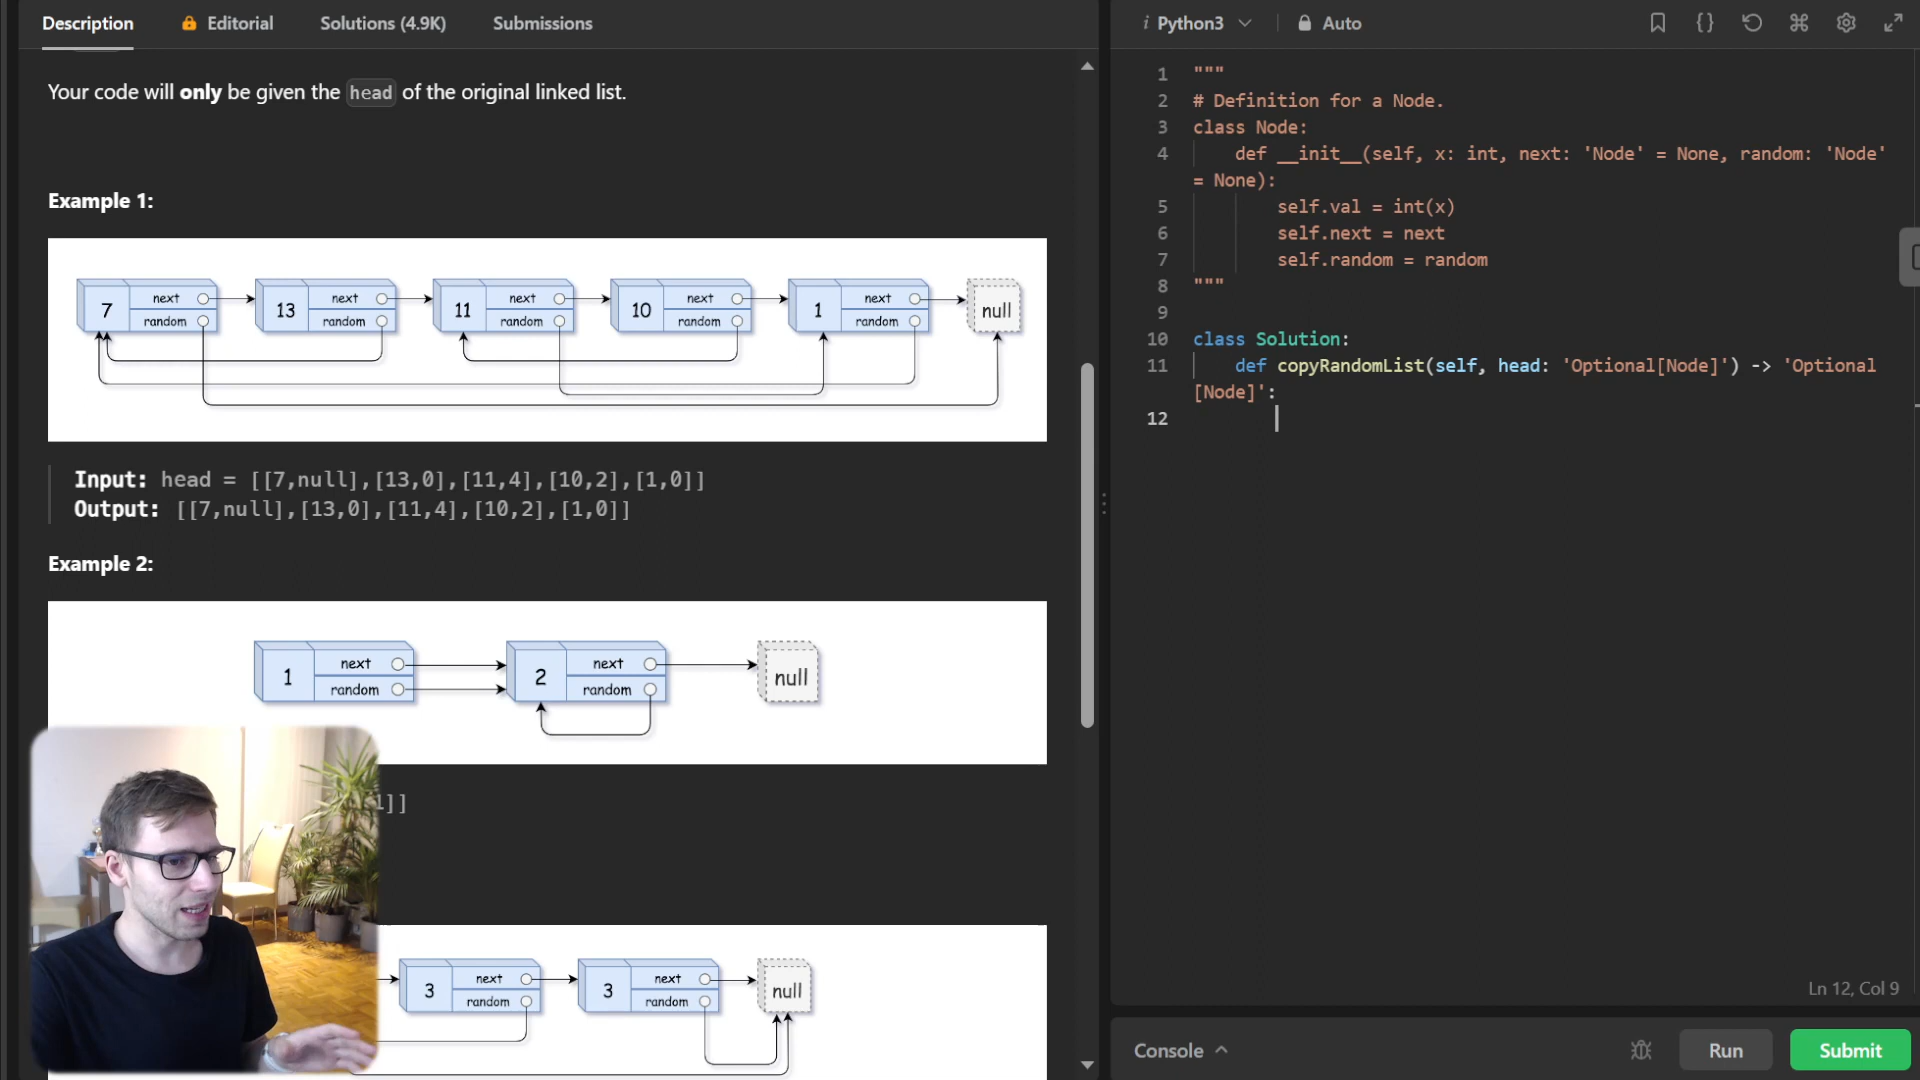 Description Editorial Solutions (4.9K) Submissions
Your code will only be given the head of the original linked list.
Example 1:
7 next random 13 next random 11 next random 10 next random 1 next random null
Input: head = [[7,null],[13,0],[11,4],[10,2],[1,0]]
Output: [[7,null],[13,0],[11,4],[10,2],[1,0]]
Example 2:
1 next random 2 next random null
1]]
3 next random 3 next random null
i Python3 Auto
1 """
2 # Definition for a Node.
3 class Node:
4 def __init__(self, x: int, next: 'Node' = None, random: 'Node'
= None):
5 self.val = int(x)
6 self.next = next
7 self.random = random
8 """
9
10 class Solution:
11 def copyRandomList(self, head: 'Optional[Node]') -> 'Optional
[Node]':
12
Ln 12, Col 9
Console Run Submit